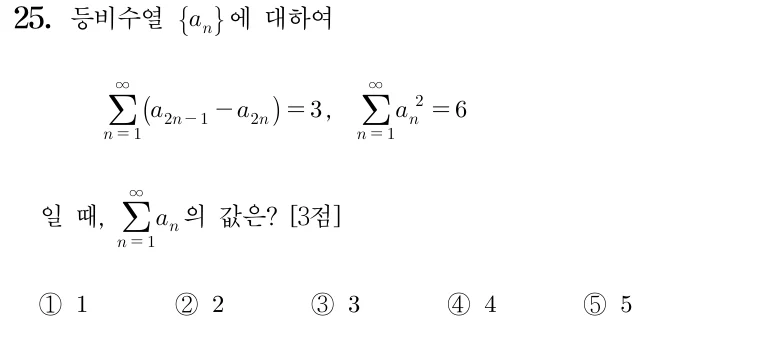 25. 등비수열 {aₙ}에 대하여
∑_{n=1}^{∞}(a_{2n-1} - a_{2n}) = 3, ∑_{n=1}^{∞} a_n^2 = 6
일 때, ∑_{n=1}^{∞} a_n의 값은? [3점]
① 1 ② 2 ③ 3 ④ 4 ⑤ 5